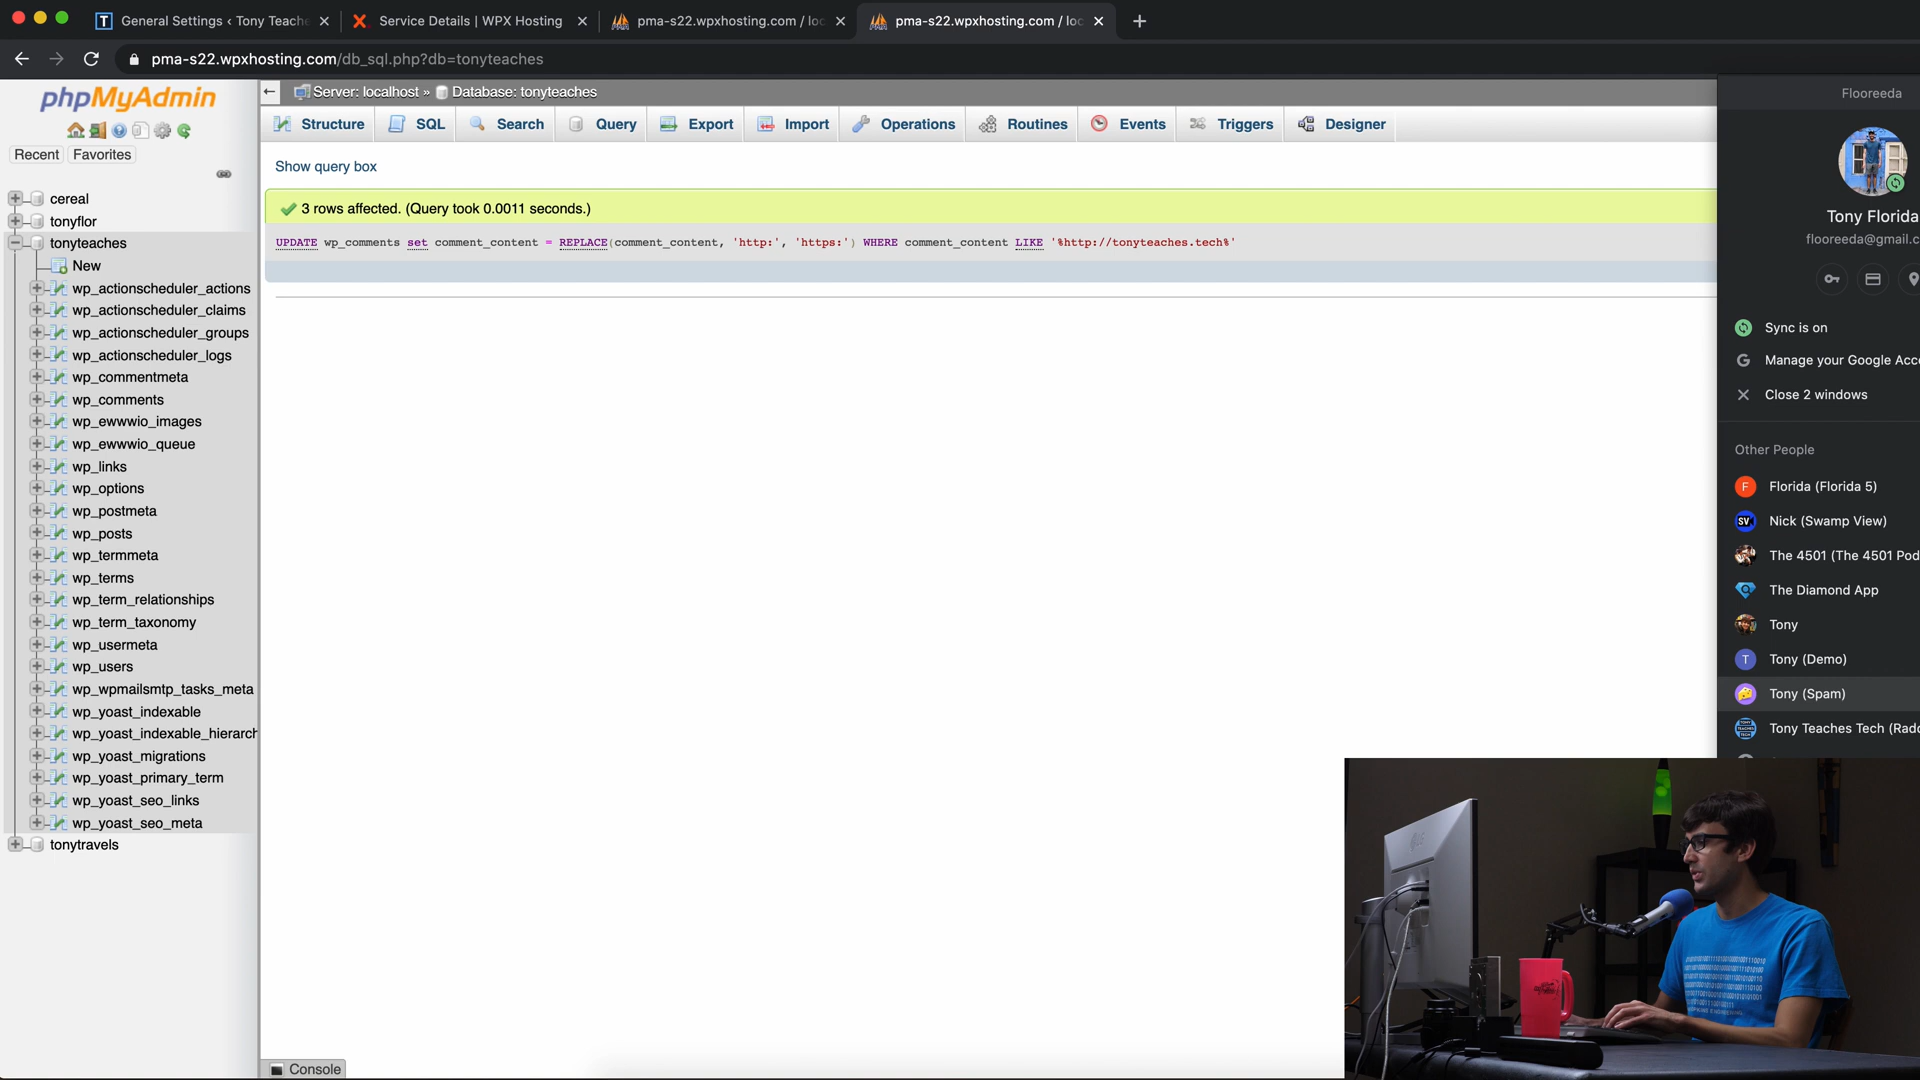 General Settings ‹ Tony Teache
Service Details | WPX Hosting
pma-s22.wpxhosting.com / loc
pma-s22.wpxhosting.com / loc
pma-s22.wpxhosting.com/db_sql.php?db=tonyteaches
phpMyAdmin
Recent
Favorites
cereal
tonyflor
tonyteaches
New
wp_actionscheduler_actions
wp_actionscheduler_claims
wp_actionscheduler_groups
wp_actionscheduler_logs
wp_commentmeta
wp_comments
wp_ewwwio_images
wp_ewwwio_queue
wp_links
wp_options
wp_postmeta
wp_posts
wp_termmeta
wp_terms
wp_term_relationships
wp_term_taxonomy
wp_usermeta
wp_users
wp_wpmailsmtp_tasks_meta
wp_yoast_indexable
wp_yoast_indexable_hierarch
wp_yoast_migrations
wp_yoast_primary_term
wp_yoast_seo_links
wp_yoast_seo_meta
tonytravels
Server: localhost » Database: tonyteaches
Structure
SQL
Search
Query
Export
Import
Operations
Routines
Events
Triggers
Designer
Show query box
3 rows affected. (Query took 0.0011 seconds.)
UPDATE wp_comments set comment_content = REPLACE(comment_content, 'http:', 'https:') WHERE comment_content LIKE '%http://tonyteaches.tech%'
Console
Flooreeda
Tony Florida
flooreeda@gmail.c
Sync is on
Manage your Google Acc
Close 2 windows
Other People
Florida (Florida 5)
Nick (Swamp View)
The 4501 (The 4501 Pod
The Diamond App
Tony
Tony (Demo)
Tony (Spam)
Tony Teaches Tech (Rad